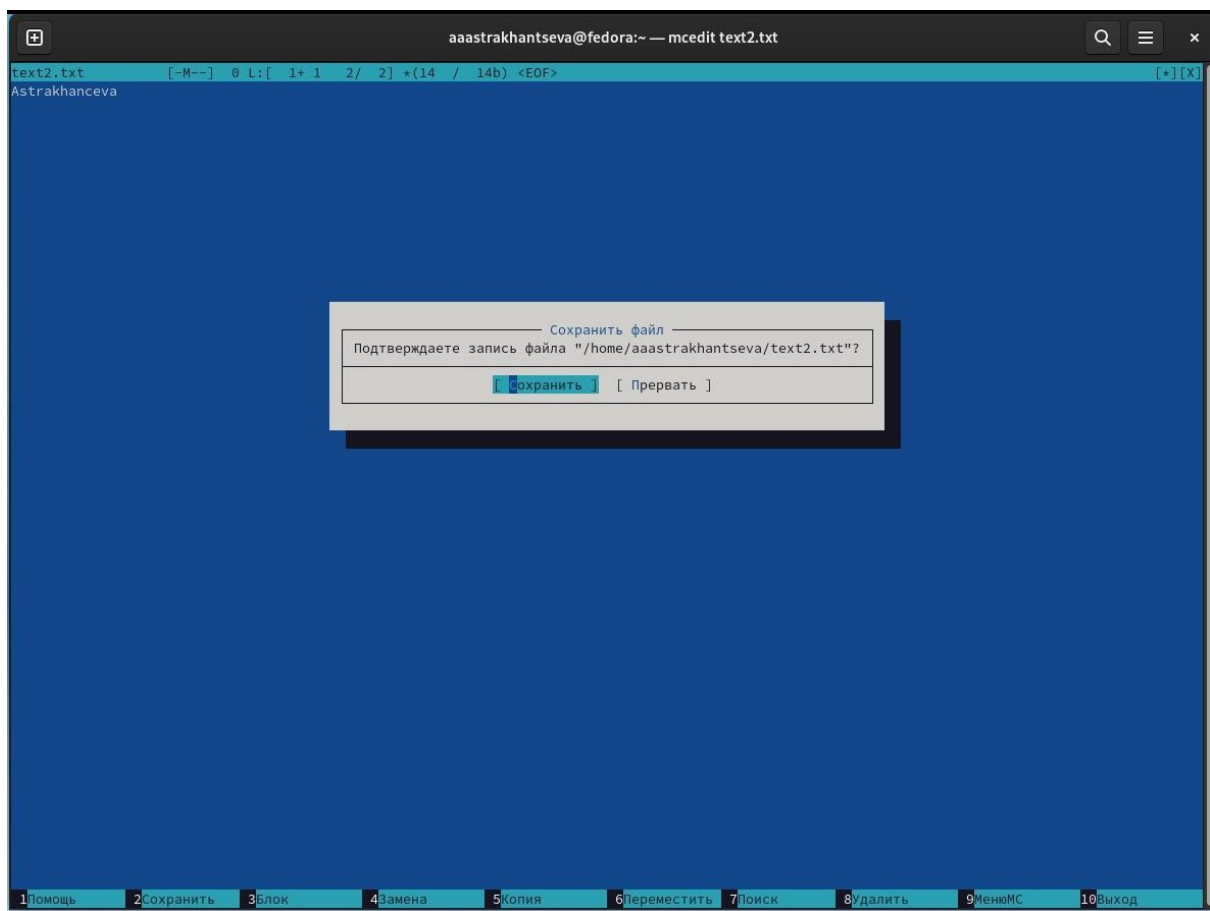 aaastrakhantseva@fedora:~ — mcedit text2.txt
text2.txt [-M--] 0 L:[ 1+ 1 2/ 2] *(14 / 14b) <EOF> [*][X]
Astrakhanceva
Сохранить файл
Подтверждаете запись файла "/home/aaastrakhantseva/text2.txt"?
[ Сохранить ] [ Прервать ]
1Помощь 2Сохранить 3Блок 4Замена 5Копия 6Переместить 7Поиск 8Удалить 9МенюМС 10Выход